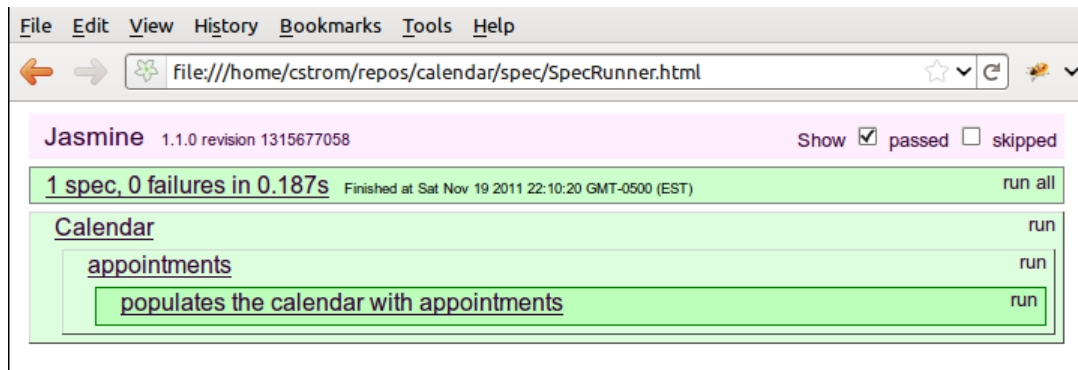 File Edit View History Bookmarks Tools Help
file:///home/cstrom/repos/calendar/spec/SpecRunner.html
Jasmine 1.1.0 revision 1315677058 Show passed skipped
1 spec, 0 failures in 0.187s Finished at Sat Nov 19 2011 22:10:20 GMT-0500 (EST) run all
Calendar run
appointments run
populates the calendar with appointments run